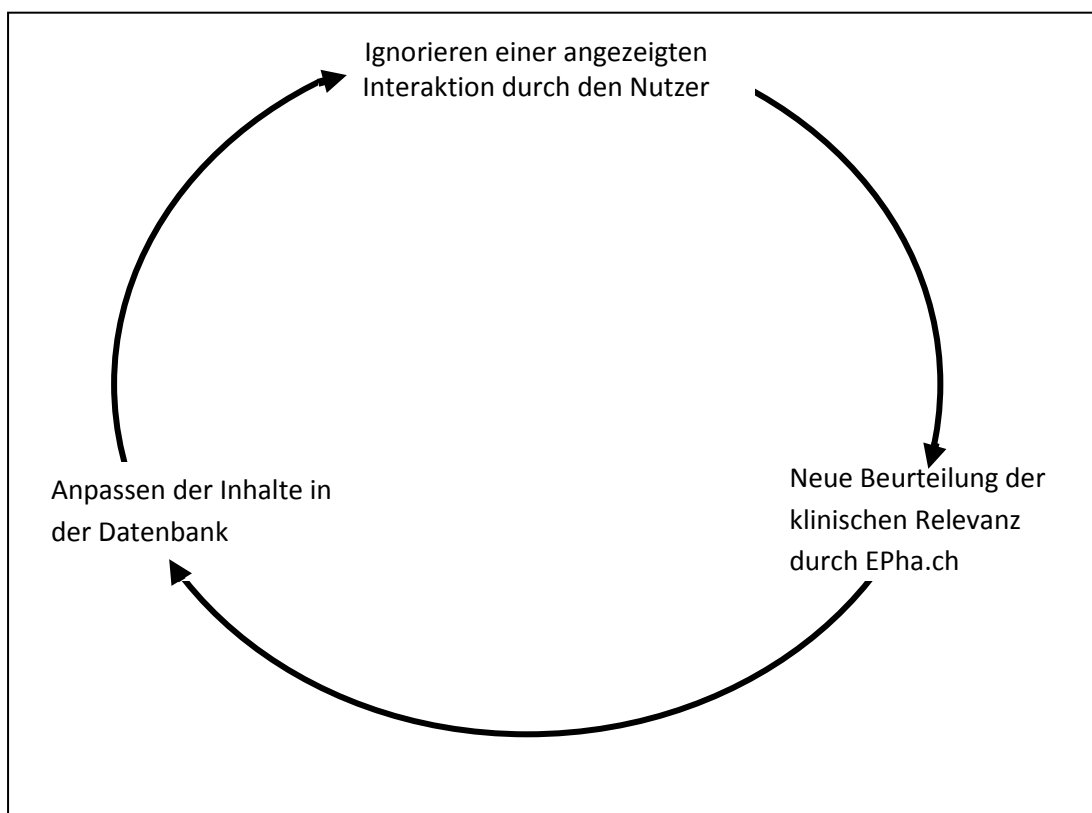 Ignorieren einer angezeigten
Interaktion durch den Nutzer
Neue Beurteilung der
klinischen Relevanz
durch EPha.ch
Anpassen der Inhalte in
der Datenbank